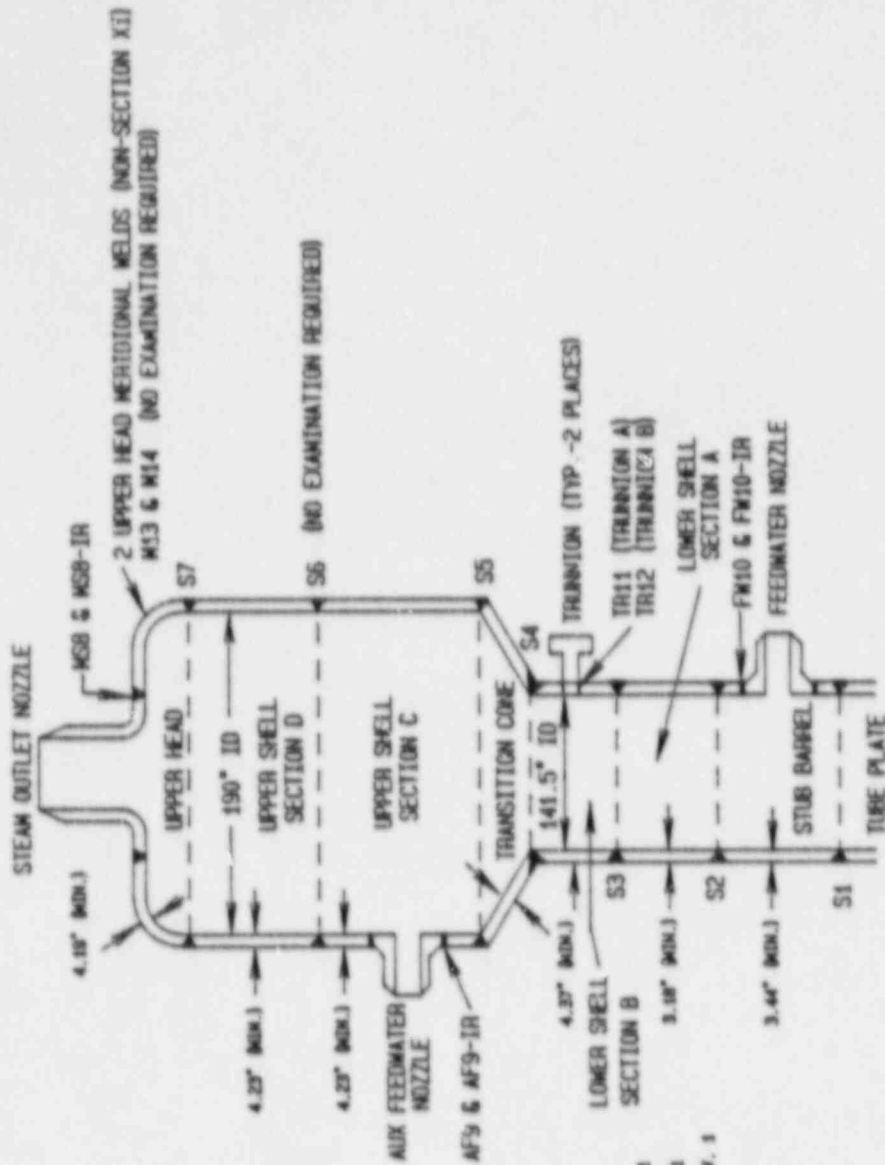 STEAM OUTLET NOZZLE
MS8 & MS8-IR
2 UPPER HEAD MERIDIONAL WELDS (NON-SECTION Xi)
M13 & M14 (NO EXAMINATION REQUIRED)
4.19" (MIN.)
S7
UPPER HEAD
190" ID
4.23" (MIN.)
UPPER SHELL
SECTION D
S6
(NO EXAMINATION REQUIRED)
4.23" (MIN.)
UPPER SHELL
SECTION C
AUX FEEDWATER
NOZZLE
AF9 & AF9-IR
S5
TRANSITION CONE
S4
141.5" ID
TRUNNION (TYP.-2 PLACES)
4.37" (MIN.)
TR11 (TRUNNION A)
TR12 (TRUNNION B)
LOWER SHELL
SECTION B
S3
LOWER SHELL
SECTION A
3.18" (MIN.)
S2
FW10 & FW10-IR
3.44" (MIN.)
STUB BARREL
FEEDWATER NOZZLE
S1
TUBE PLATE